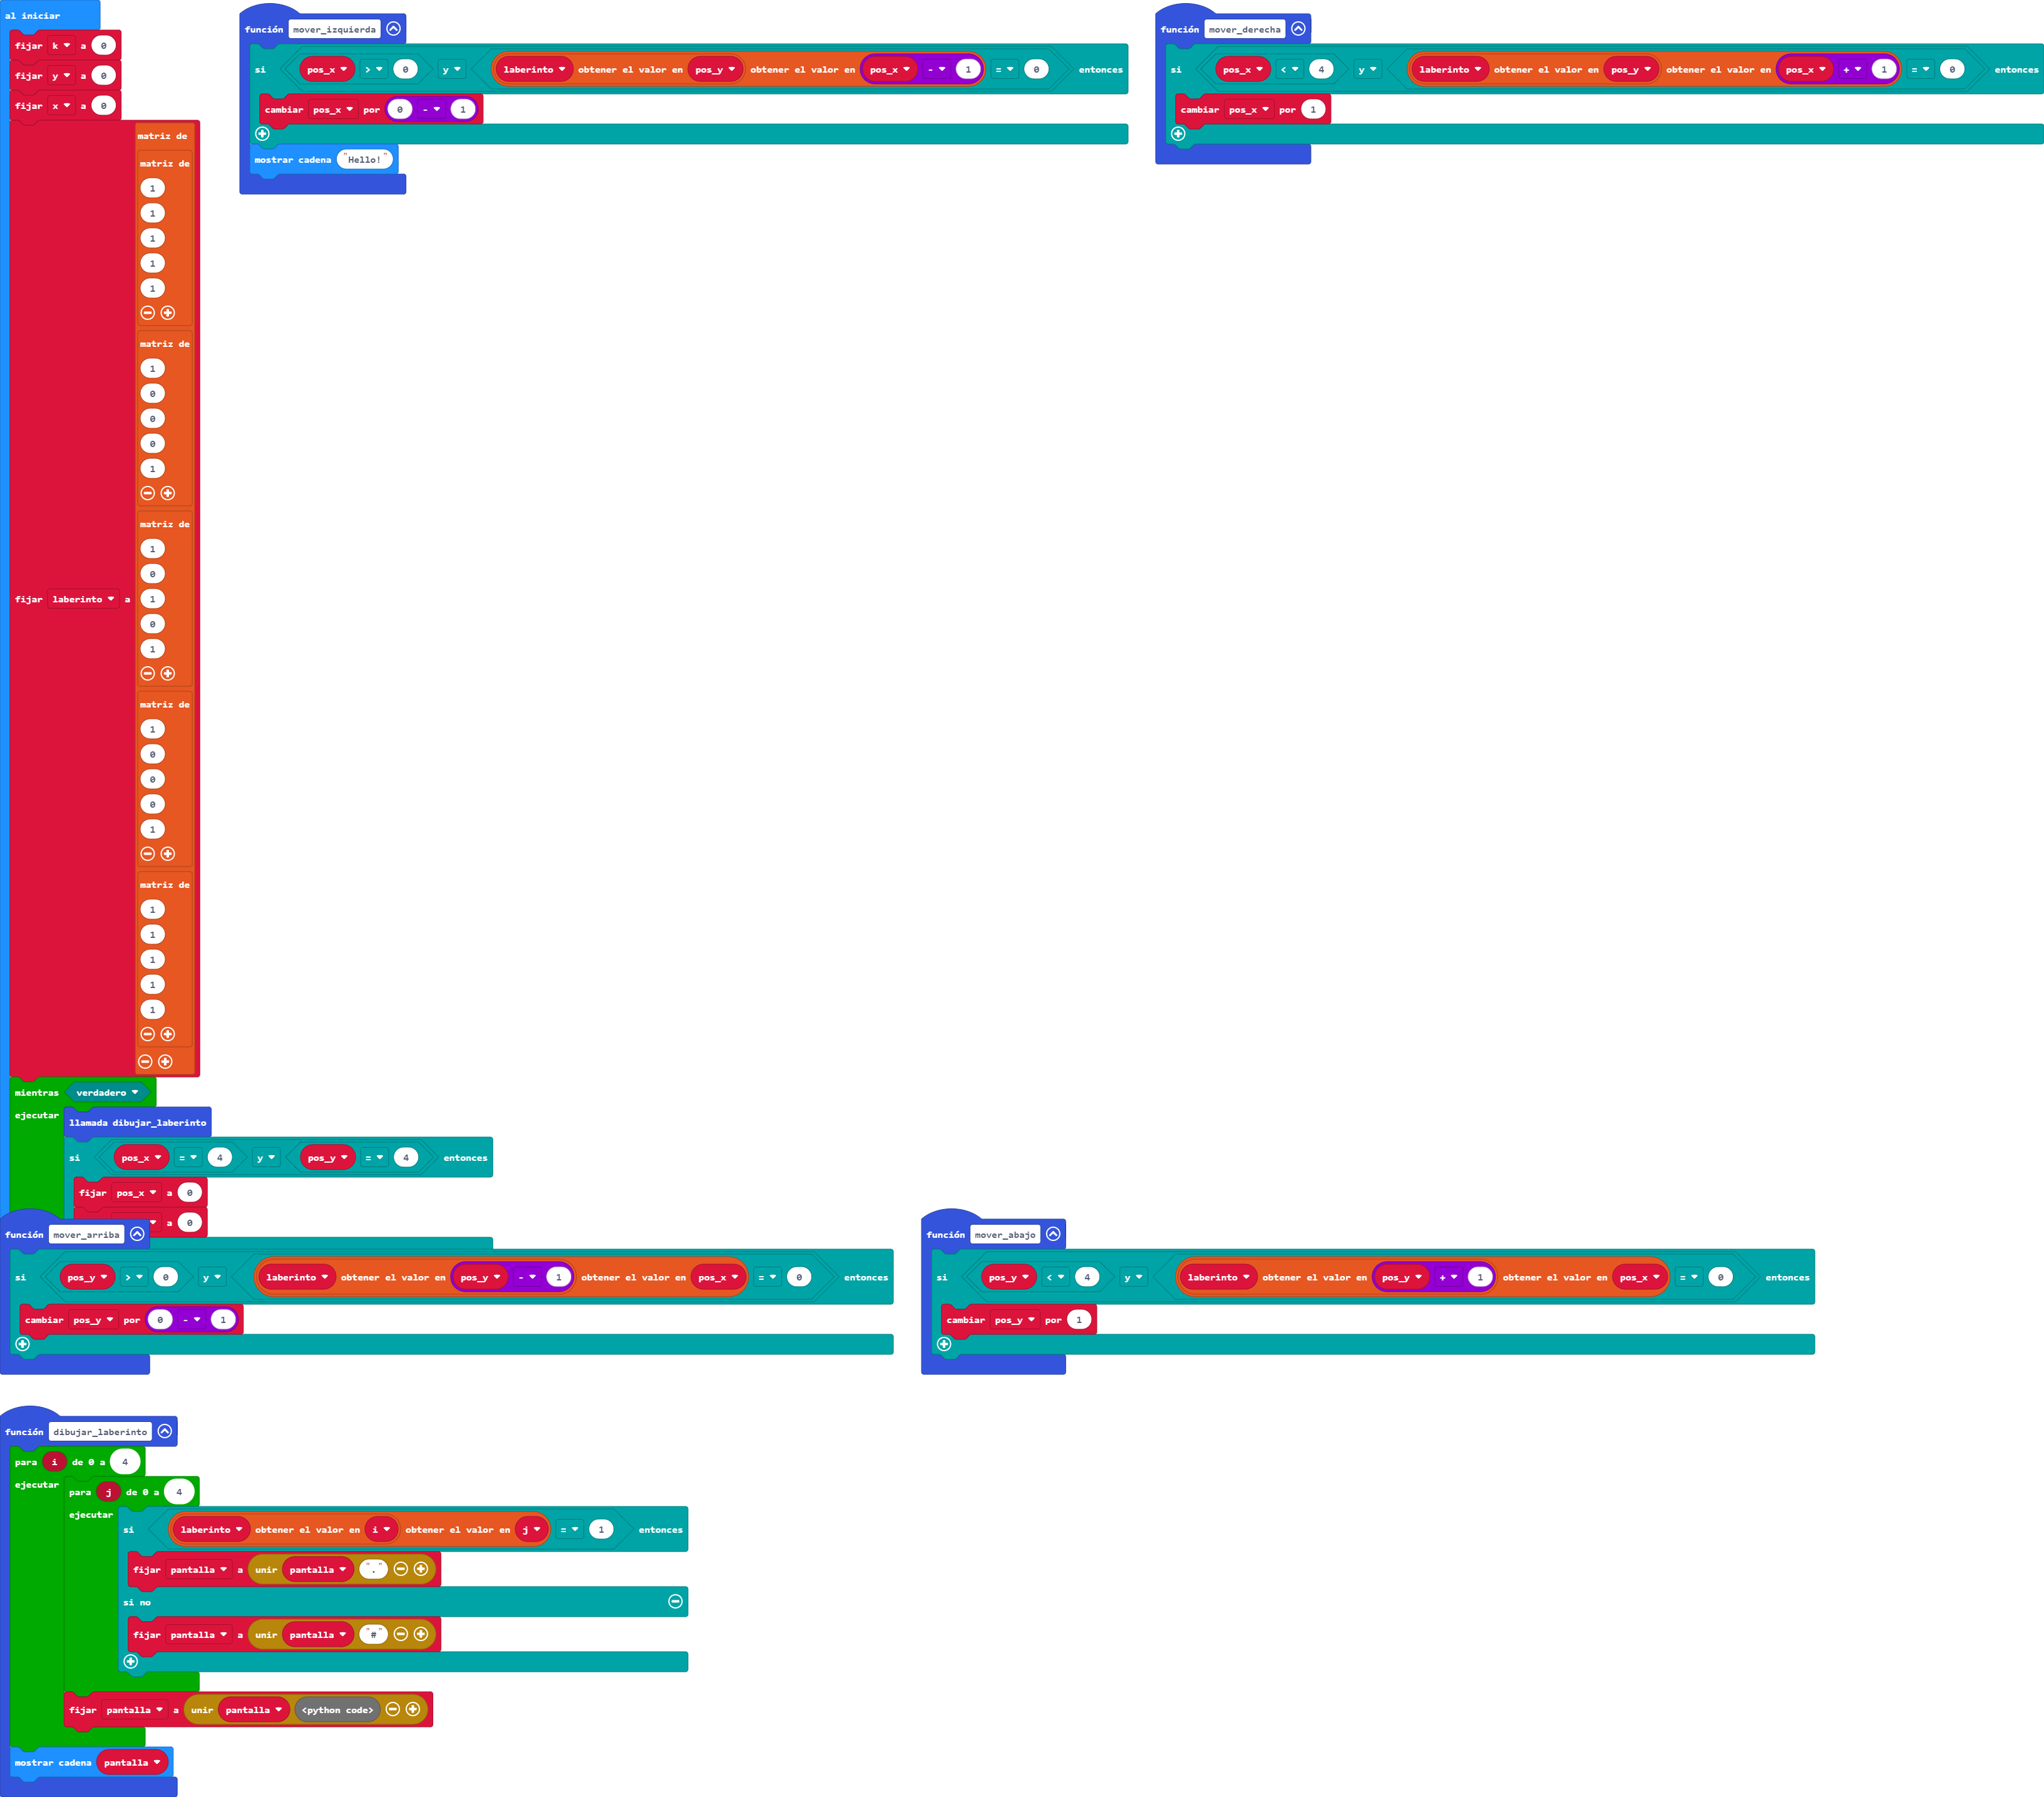 al iniciar
fijar k a 0
fijar y a 0
fijar x a 0
fijar laberinto a
matriz de
matriz de
1
1
1
1
1
matriz de
1
0
0
0
1
matriz de
1
0
1
0
1
matriz de
1
0
0
0
1
matriz de
1
1
1
1
1
mientras verdadero
ejecutar
llamada dibujar_laberinto
si pos_x = 4 y pos_y = 4 entonces
fijar pos_x a 0
a 0
función mover_izquierda
si pos_x > 0 y laberinto obtener el valor en pos_y obtener el valor en pos_x - 1 = 0 entonces
cambiar pos_x por 0 - 1
mostrar cadena "Hello!"
función mover_derecha
si pos_x < 4 y laberinto obtener el valor en pos_y obtener el valor en pos_x + 1 = 0 entonces
cambiar pos_x por 1
función mover_arriba
si pos_y > 0 y laberinto obtener el valor en pos_y - 1 obtener el valor en pos_x = 0 entonces
cambiar pos_y por 0 - 1
función mover_abajo
si pos_y < 4 y laberinto obtener el valor en pos_y + 1 obtener el valor en pos_x = 0 entonces
cambiar pos_y por 1
función dibujar_laberinto
para i de 0 a 4
ejecutar
para j de 0 a 4
ejecutar
si laberinto obtener el valor en i obtener el valor en j = 1 entonces
fijar pantalla a unir pantalla "."
si no
fijar pantalla a unir pantalla "#"
fijar pantalla a unir pantalla <python code>
mostrar cadena pantalla